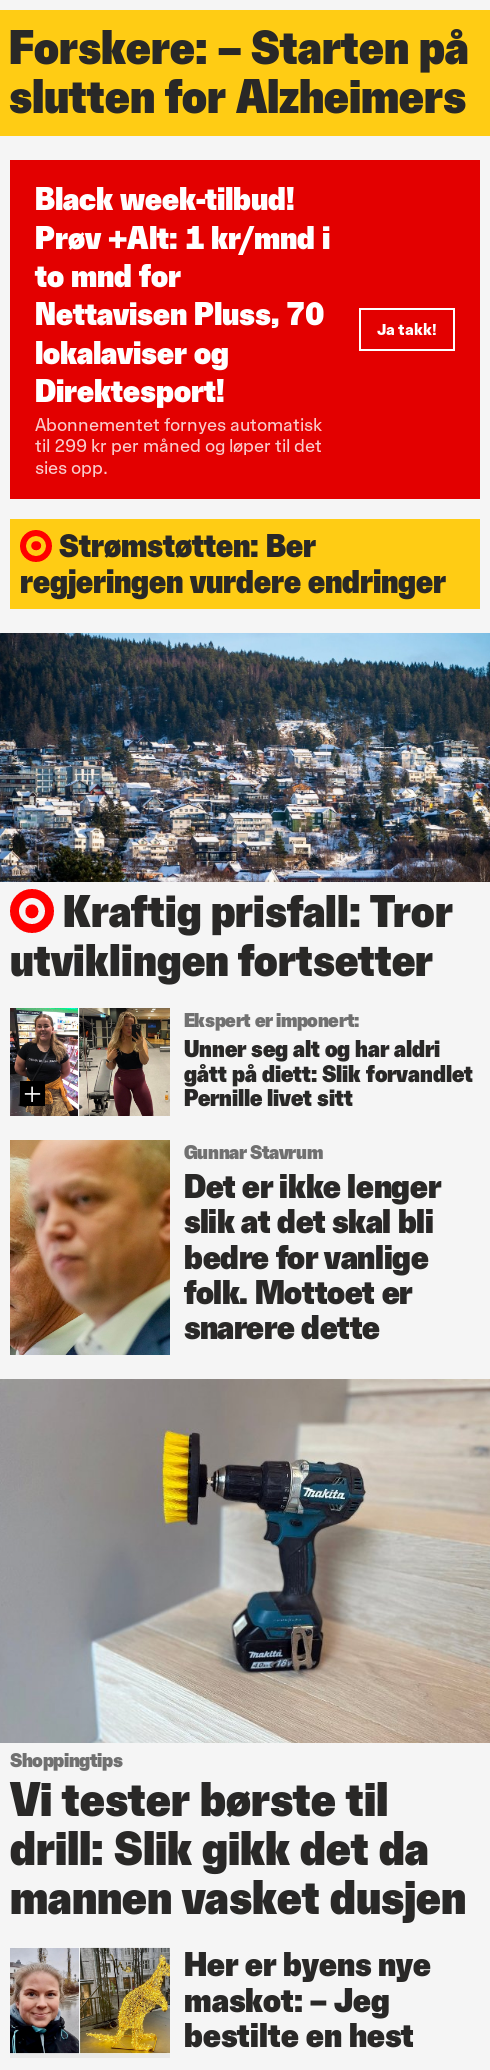 Forskere: – Starten på
slutten for Alzheimers
Black week-tilbud!
Prøv +Alt: 1 kr/mnd i
to mnd for
Nettavisen Pluss, 70
lokalaviser og
Direktesport!
Ja takk!
Abonnementet fornyes automatisk
til 299 kr per måned og løper til det
sies opp.
Strømstøtten: Ber
regjeringen vurdere endringer
Kraftig prisfall: Tror
utviklingen fortsetter
Ekspert er imponert:
Unner seg alt og har aldri
gått på diett: Slik forvandlet
Pernille livet sitt
Gunnar Stavrum
Det er ikke lenger
slik at det skal bli
bedre for vanlige
folk. Mottoet er
snarere dette
makita
makita
18V
Shoppingtips
Vi tester børste til
drill: Slik gikk det da
mannen vasket dusjen
Her er byens nye
maskot: – Jeg
bestilte en hest